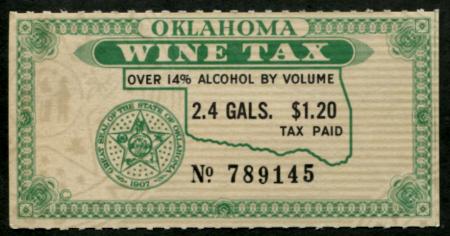 OKLAHOMA
WINE TAX
OVER 14% ALCOHOL BY VOLUME
2.4 GALS. $1.20
TAX PAID
GREAT SEAL OF THE STATE OF OKLAHOMA
1907
No 789145